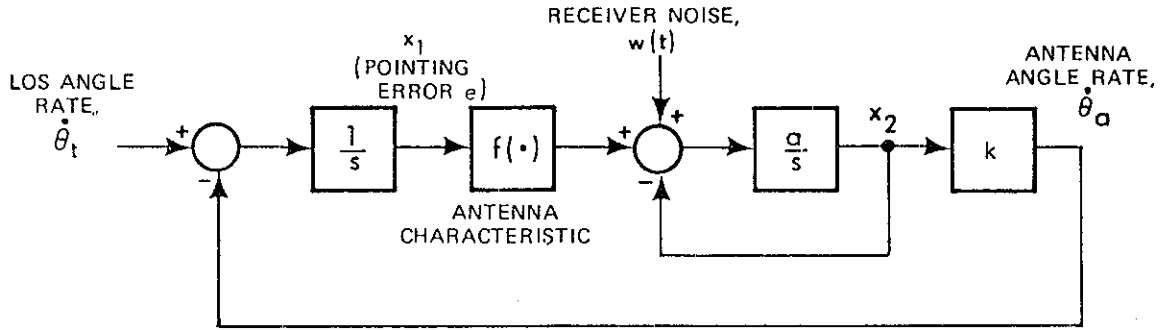 RECEIVER NOISE,
w(t)
x₁
(POINTING
ERROR e)
LOS ANGLE
RATE,
θ̇ₜ
ANTENNA
ANGLE RATE,
θ̇ₐ
+
-
1/s
f(•)
+
+
-
a/s
x₂
k
ANTENNA
CHARACTERISTIC